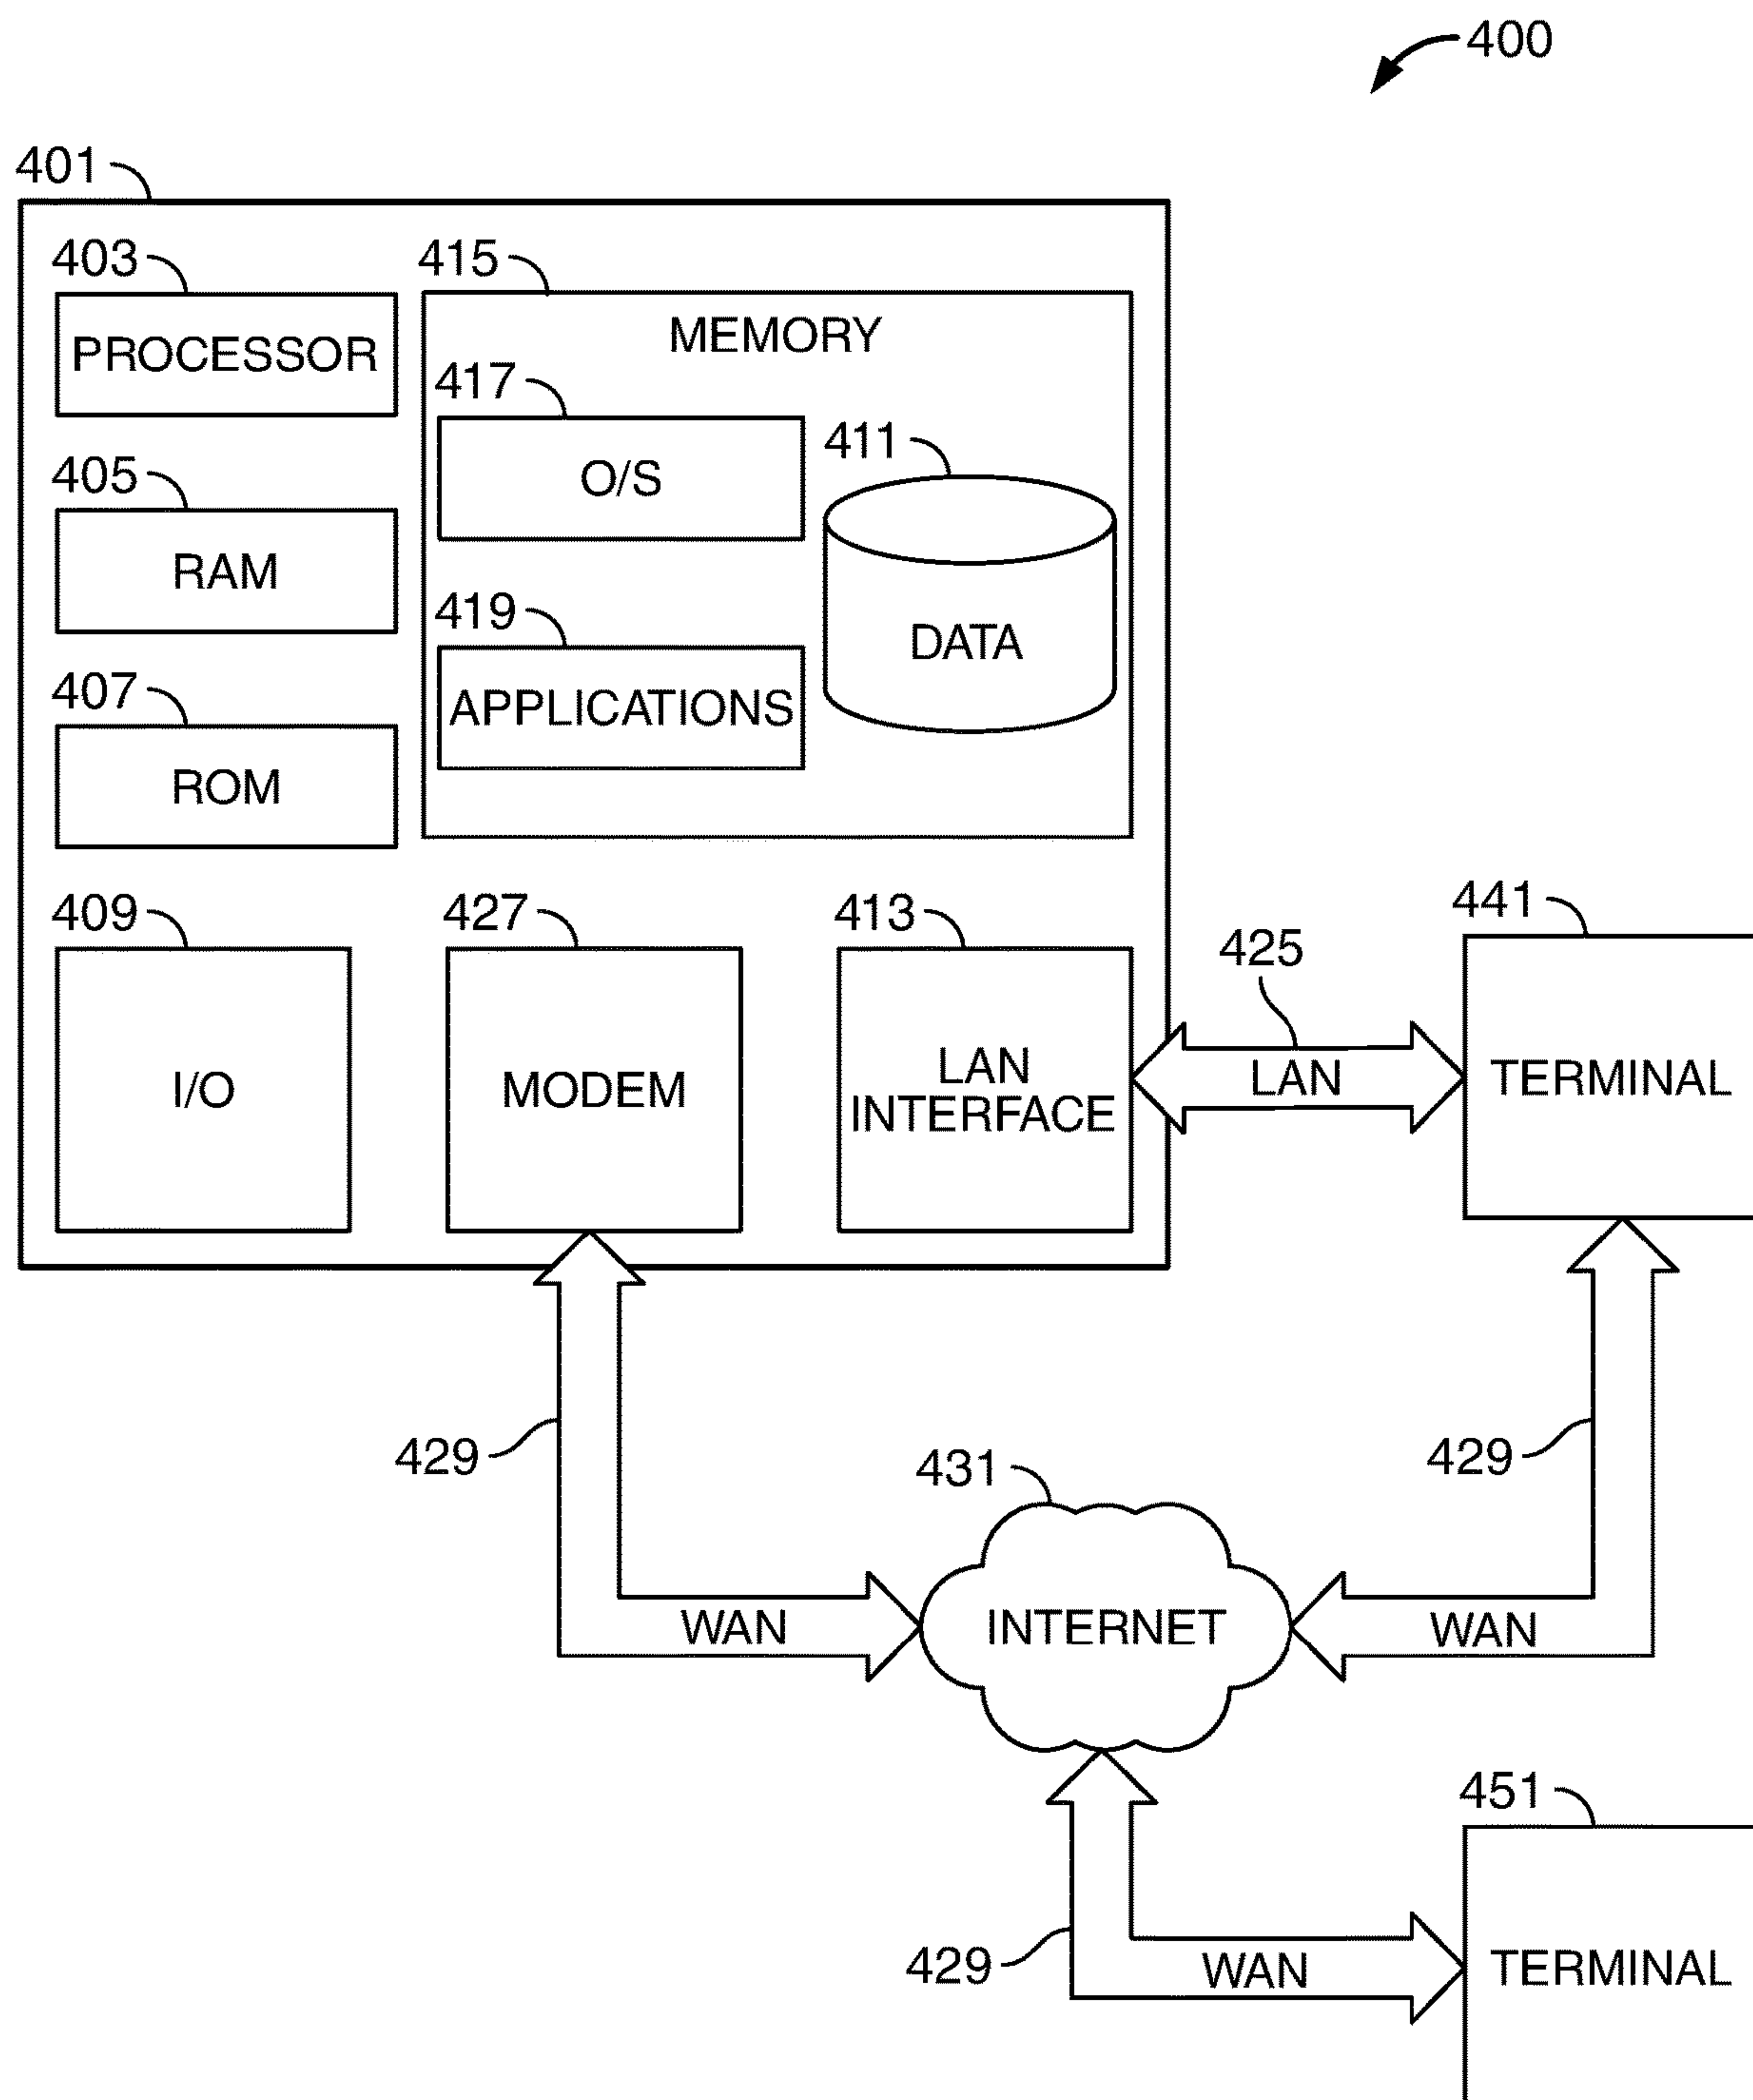 400
401
403
PROCESSOR
415
MEMORY
417
O/S
411
DATA
405
RAM
419
APPLICATIONS
407
ROM
409
I/O
427
MODEM
413
LAN
INTERFACE
425
LAN
441
TERMINAL
429
WAN
431
INTERNET
429
WAN
429
WAN
451
TERMINAL